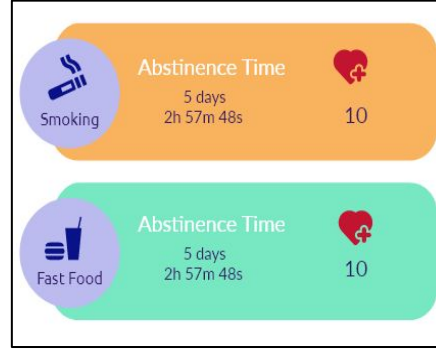 Abstinence Time
5 days
2h 57m 48s
Smoking
10
Abstinence Time
5 days
2h 57m 48s
Fast Food
10